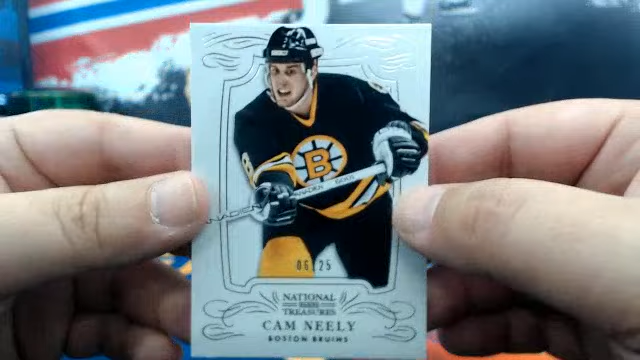 B
06/25
NATIONAL
TREASURES
CAM NEELY
BOSTON BRUINS